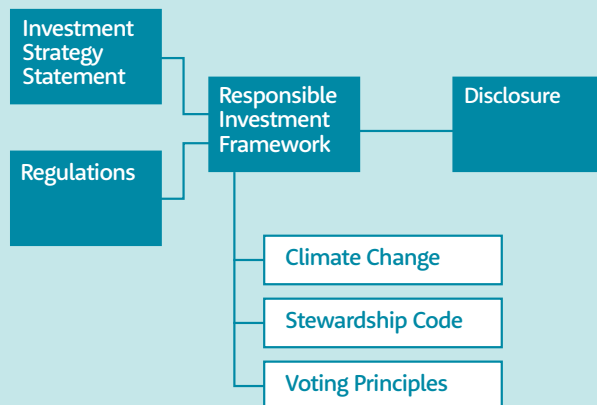 Investment
Strategy
Statement
Regulations
Responsible
Investment
Framework
Disclosure
Climate Change
Stewardship Code
Voting Principles